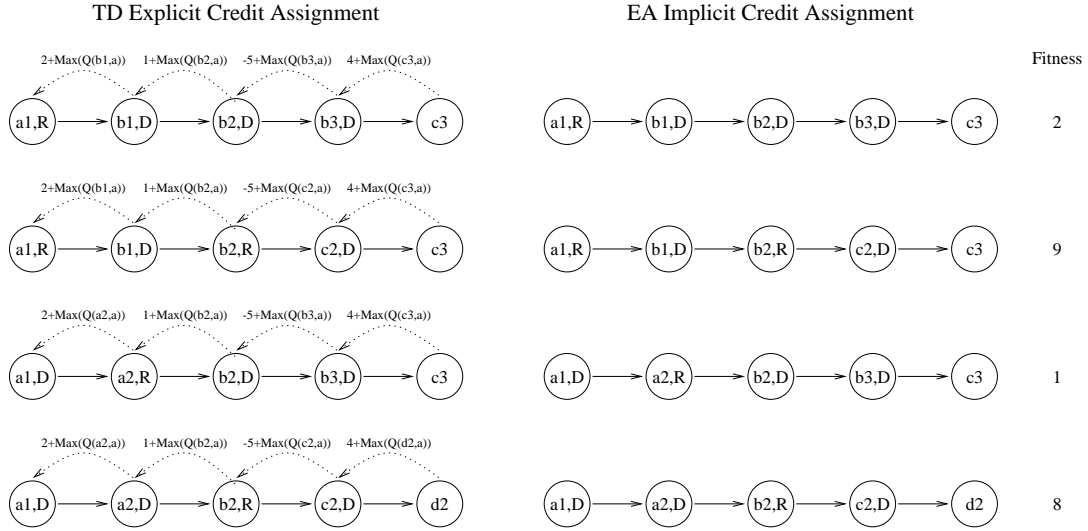 TD Explicit Credit Assignment EA Implicit Credit Assignment
Fitness
2+Max(Q(b1,a)) 1+Max(Q(b2,a)) -5+Max(Q(b3,a)) 4+Max(Q(c3,a))
a1,R b1,D b2,D b3,D c3 a1,R b1,D b2,D b3,D c3 2
2+Max(Q(b1,a)) 1+Max(Q(b2,a)) -5+Max(Q(c2,a)) 4+Max(Q(c3,a))
a1,R b1,D b2,R c2,D c3 a1,R b1,D b2,R c2,D c3 9
2+Max(Q(a2,a)) 1+Max(Q(b2,a)) -5+Max(Q(b3,a)) 4+Max(Q(c3,a))
a1,D a2,R b2,D b3,D c3 a1,D a2,R b2,D b3,D c3 1
2+Max(Q(a2,a)) 1+Max(Q(b2,a)) -5+Max(Q(c2,a)) 4+Max(Q(d2,a))
a1,D a2,D b2,R c2,D d2 a1,D a2,D b2,R c2,D d2 8